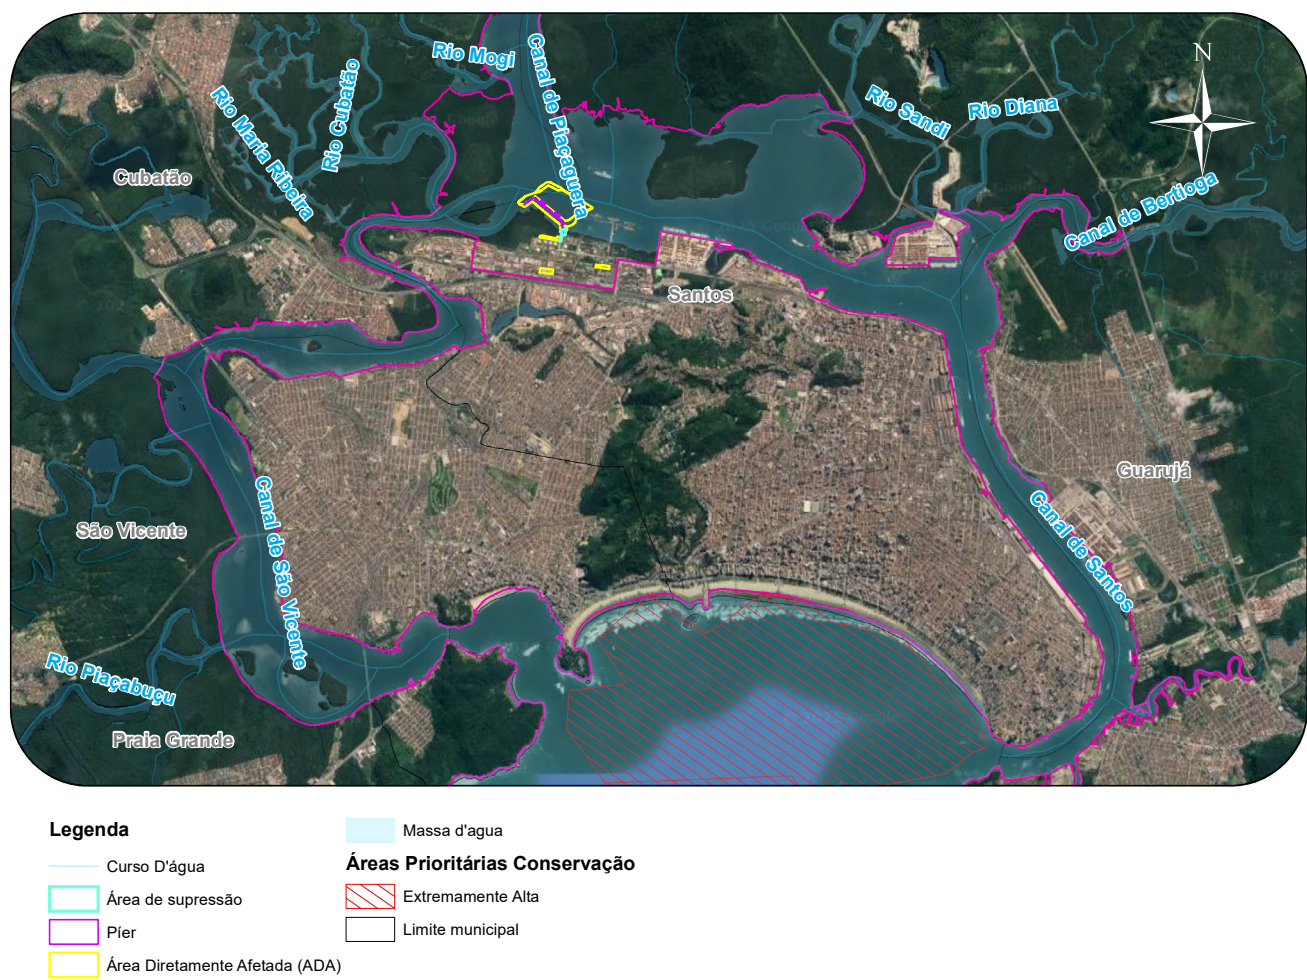 N
Rio Mogi
Canal de Piaçaguera
Rio Cubatão
Rio Maria Ribeira
Rio Sandi
Rio Diana
Cubatão
Canal de Bertioga
Santos
Guarujá
Canal de São Vicente
São Vicente
Canal de Santos
Rio Piaçabuçu
Praia Grande
Legenda
Curso D'água
Área de supressão
Píer
Área Diretamente Afetada (ADA)
Massa d'agua
Áreas Prioritárias Conservação
Extremamente Alta
Limite municipal